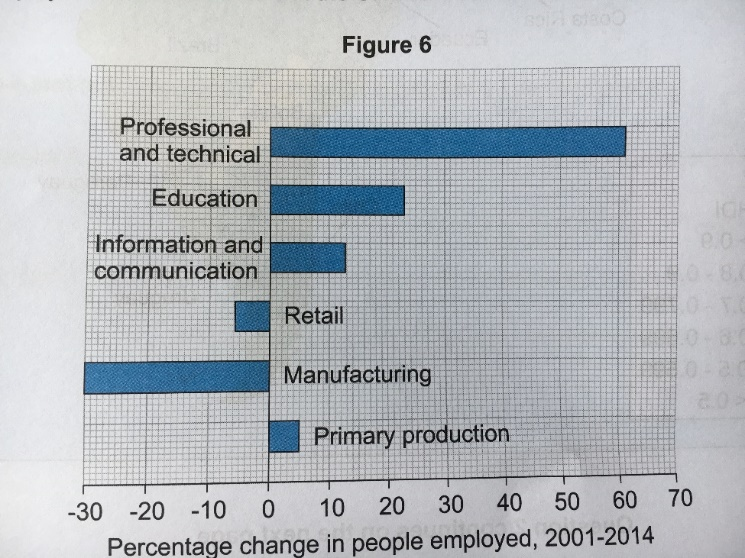 Figure 6
Professional
and technical
Education
Information and
communication
Retail
Manufacturing
Primary production
-30 -20 -10 0 10 20 30 40 50 60 70
Percentage change in people employed, 2001-2014